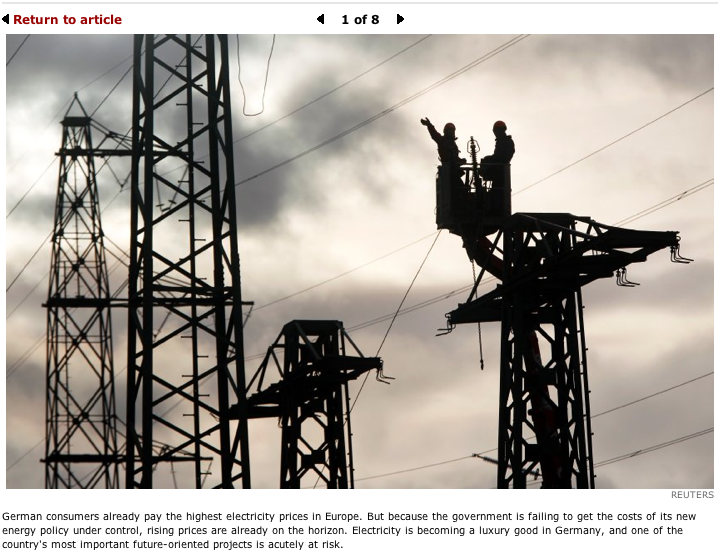 Return to article
1 of 8
REUTERS
German consumers already pay the highest electricity prices in Europe. But because the government is failing to get the costs of its new
energy policy under control, rising prices are already on the horizon. Electricity is becoming a luxury good in Germany, and one of the
country's most important future-oriented projects is acutely at risk.